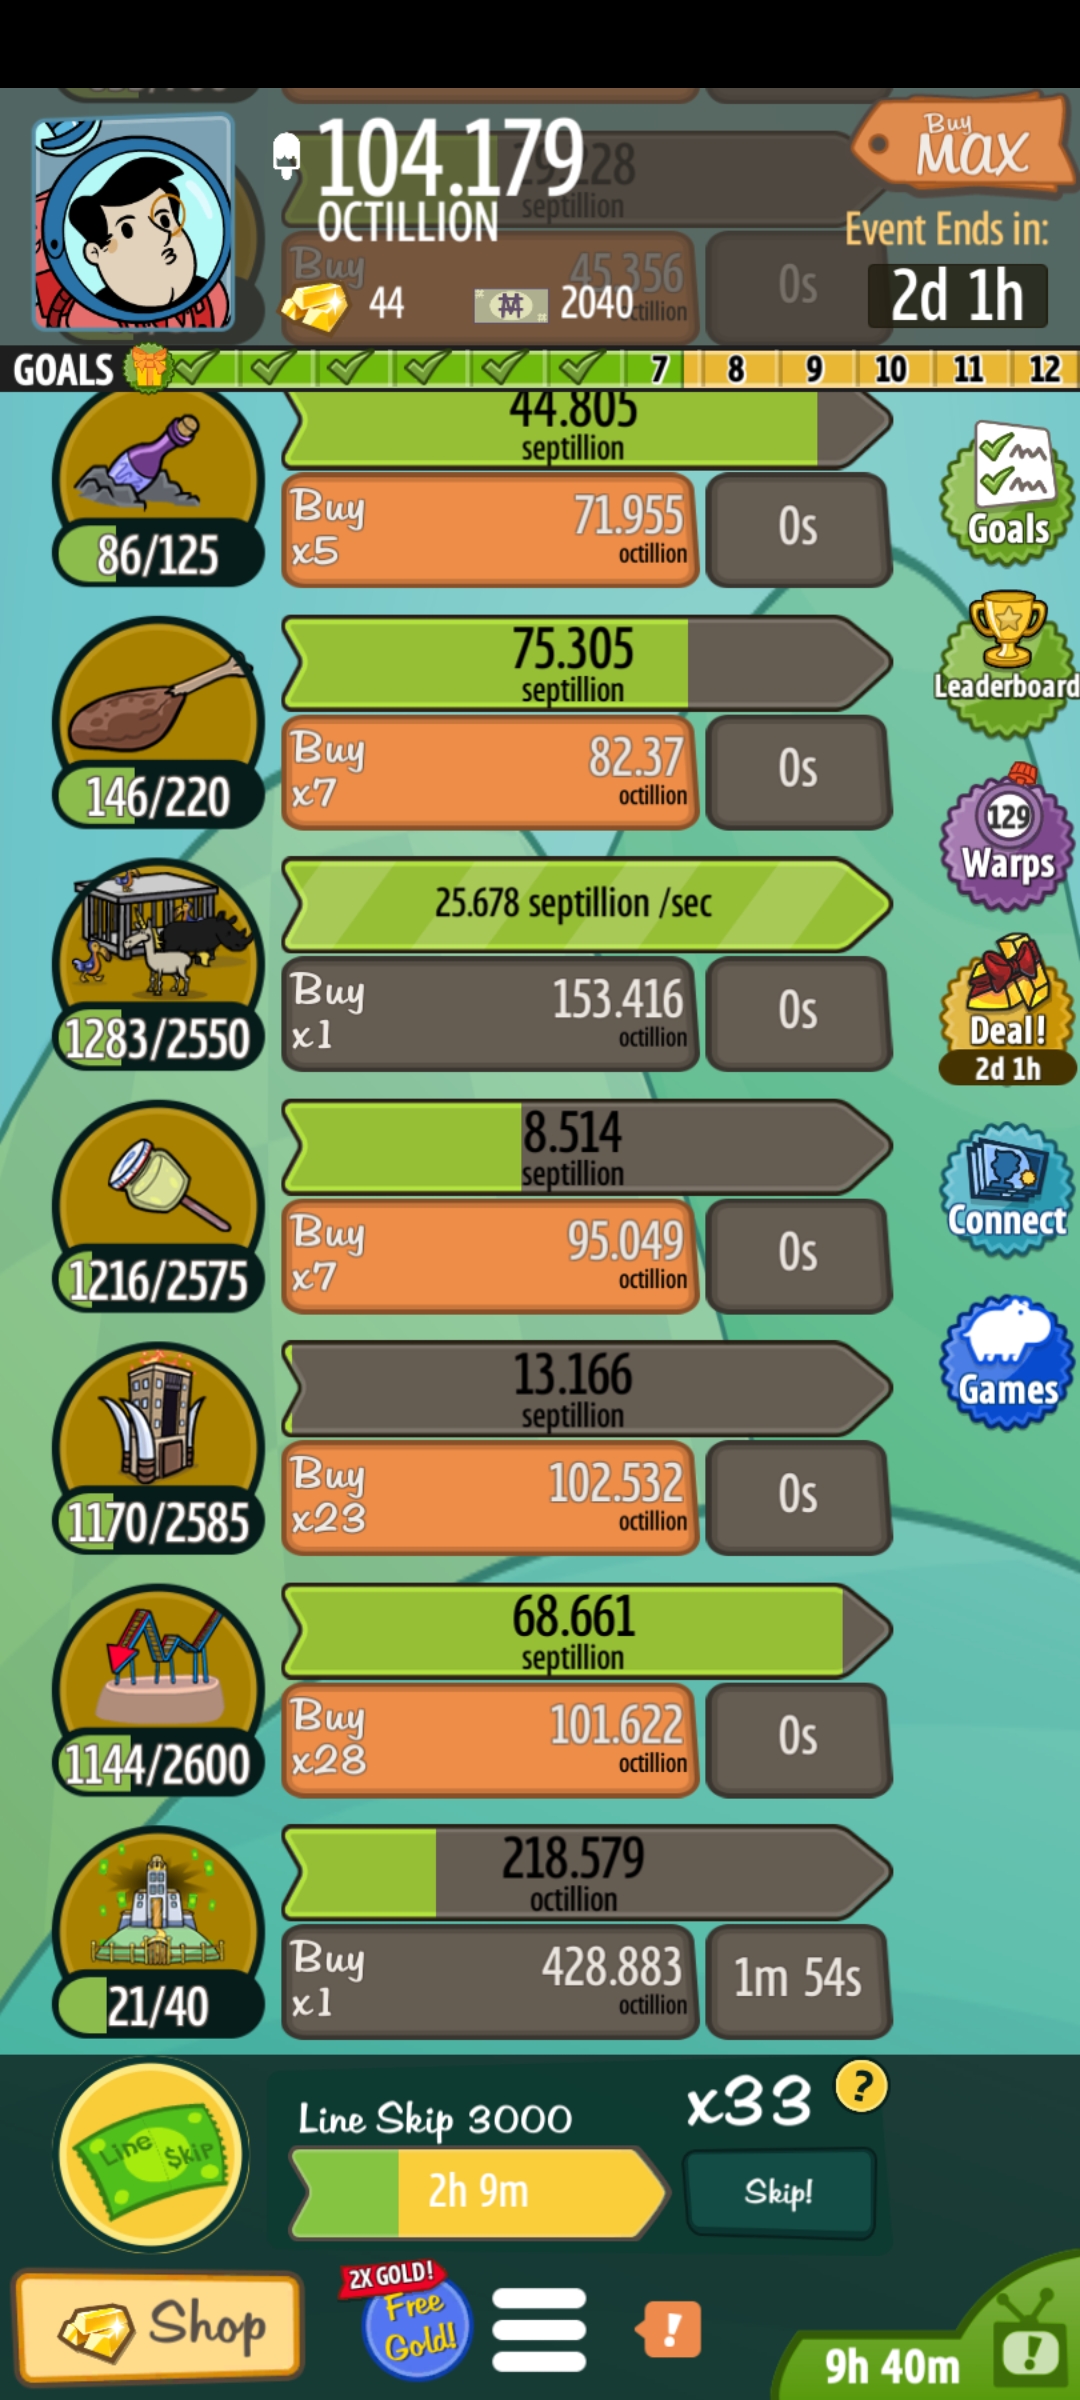 104.179
OCTILLION
29.228
septillion
Buy
MAX
Event Ends in:
2d 1h
Buy
45.356
octillion
0s
44
2040
GOALS
7
8
9
10
11
12
44.805
septillion
86/125
Buy
x5
71.955
octillion
0s
Goals
75.305
septillion
146/220
Buy
x7
82.37
octillion
0s
Leaderboard
129
Warps
25.678 septillion /sec
1283/2550
Buy
x1
153.416
octillion
0s
Deal!
2d 1h
8.514
septillion
1216/2575
Buy
x7
95.049
octillion
0s
Connect
13.166
septillion
1170/2585
Buy
x23
102.532
octillion
0s
Games
68.661
septillion
1144/2600
Buy
x28
101.622
octillion
0s
218.579
octillion
21/40
Buy
x1
428.883
octillion
1m 54s
Line $kip
Line Skip 3000
x33
?
2h 9m
Skip!
Shop
2X GOLD!
Free
Gold!
!
9h 40m
!